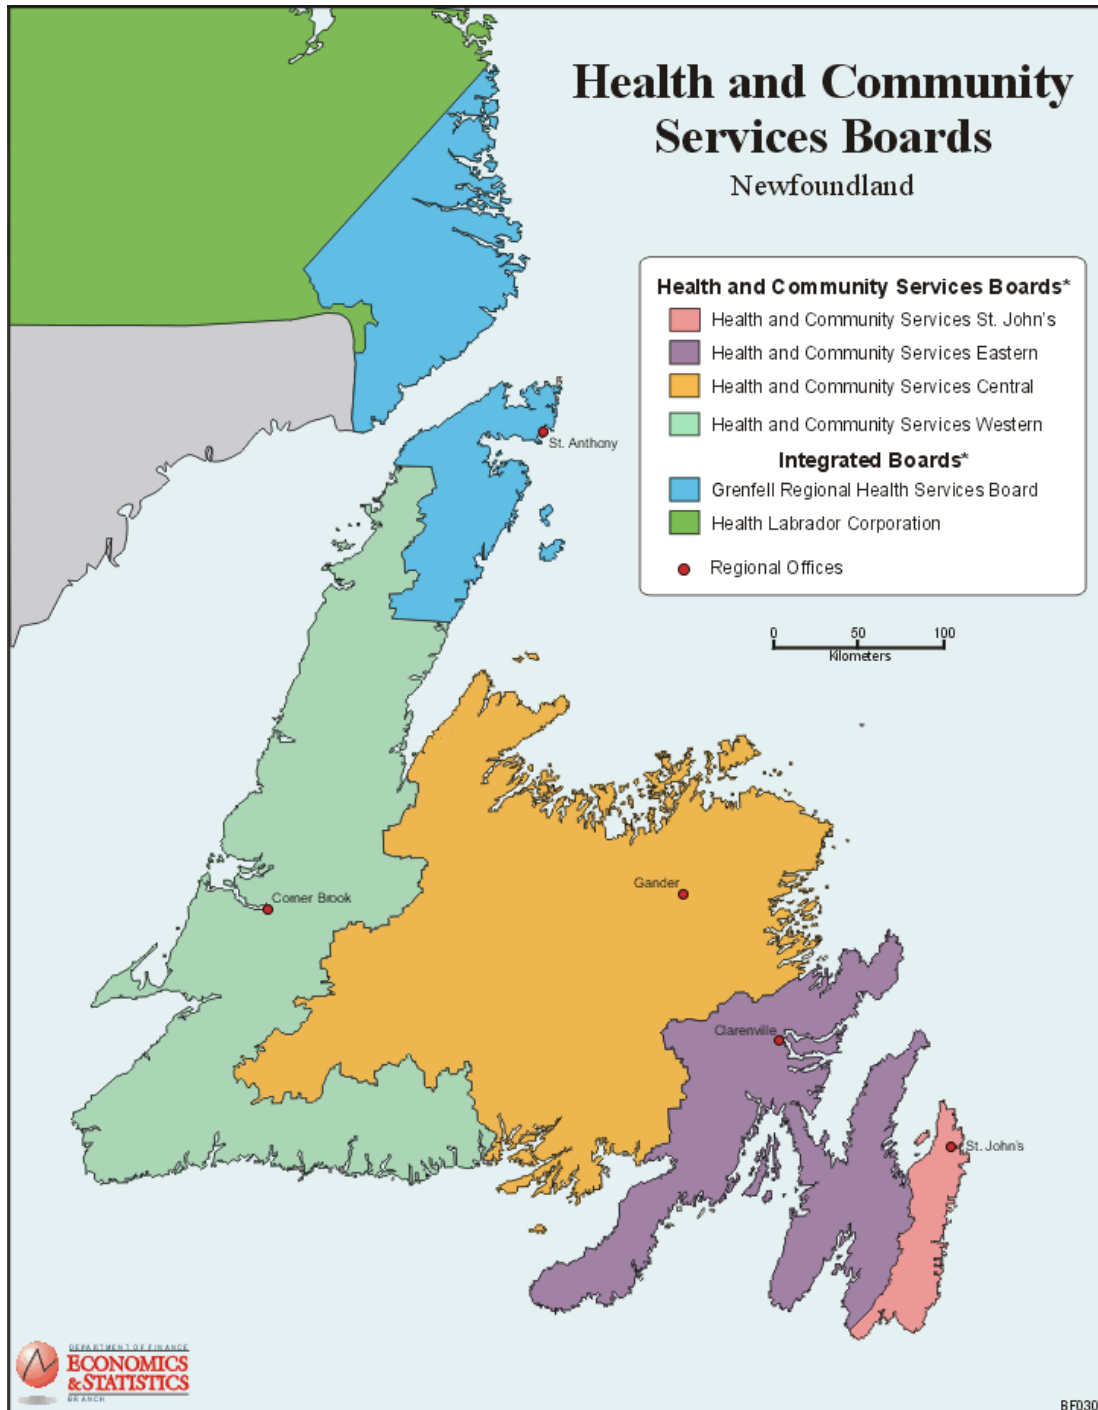 Health and Community
Services Boards
Newfoundland
Health and Community Services Boards*
Health and Community Services St. John's
Health and Community Services Eastern
Health and Community Services Central
Health and Community Services Western
Integrated Boards*
Grenfell Regional Health Services Board
Health Labrador Corporation
Regional Offices
0 50 100
Kilometers
St. Anthony
Corner Brook
Gander
Clarenville
St. John's
DEPARTMENT OF FINANCE
ECONOMICS
&STATISTICS
BRANCH
BF030